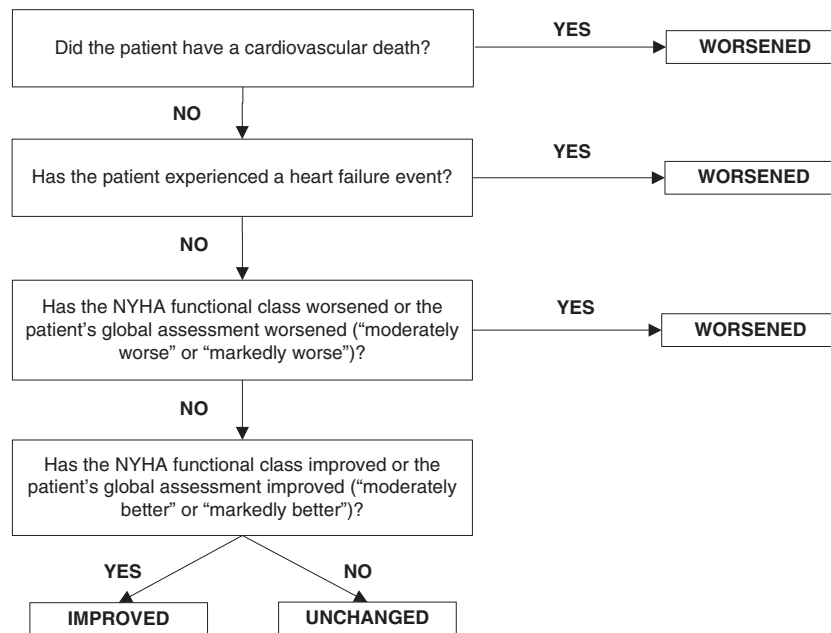 Did the patient have a cardiovascular death?
YES
WORSENED
NO
Has the patient experienced a heart failure event?
YES
WORSENED
NO
Has the NYHA functional class worsened or the
patient’s global assessment worsened (“moderately
worse” or “markedly worse”)?
YES
WORSENED
NO
Has the NYHA functional class improved or the
patient’s global assessment improved (“moderately
better” or “markedly better”)?
YES
NO
IMPROVED
UNCHANGED